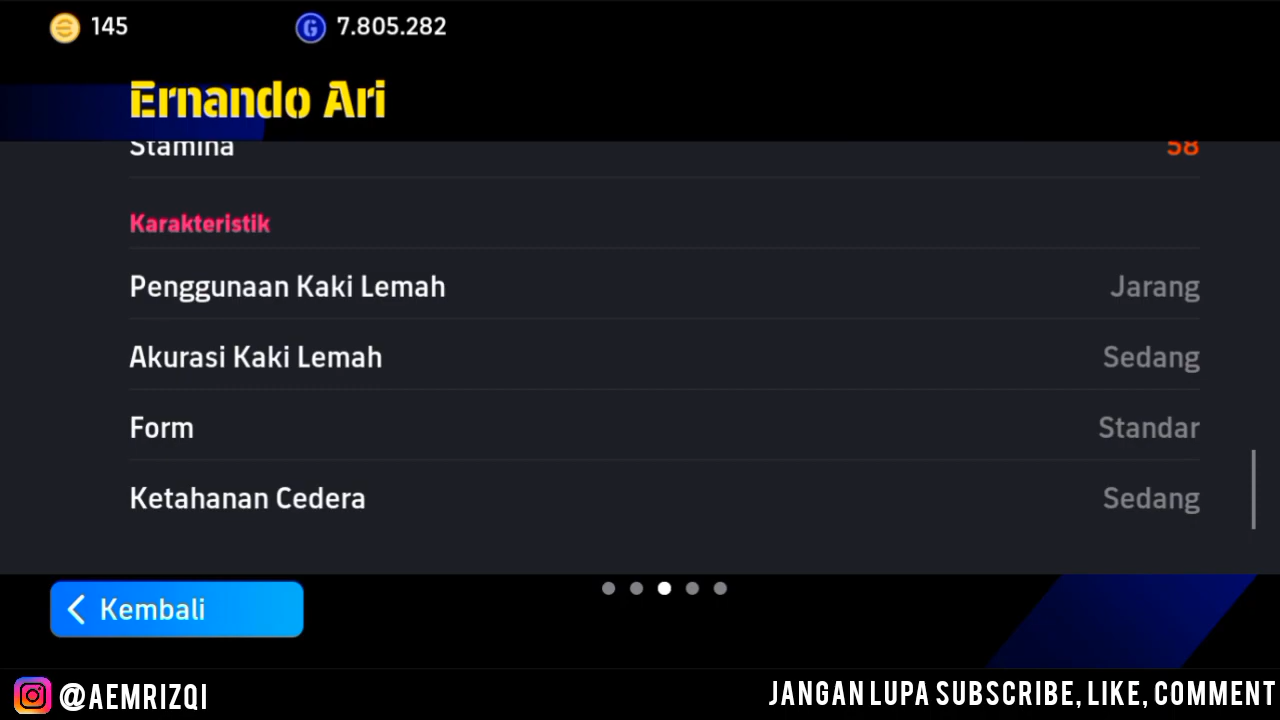 145 7.805.282
Ernando Ari
Stamina 58
Karakteristik
Penggunaan Kaki Lemah Jarang
Akurasi Kaki Lemah Sedang
Form Standar
Ketahanan Cedera Sedang
Kembali
@AEMRIZQI JANGAN LUPA SUBSCRIBE, LIKE, COMMENT